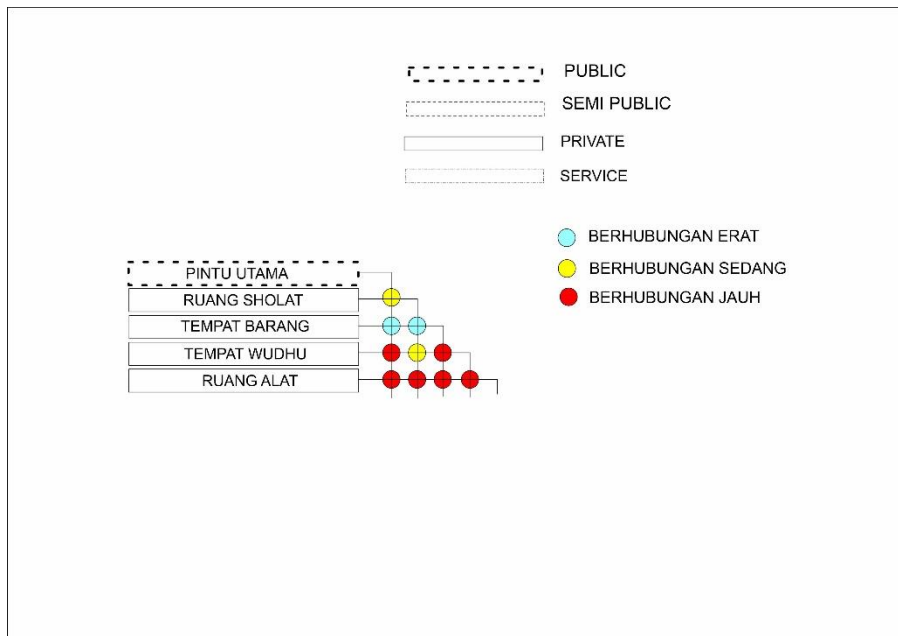 PUBLIC
SEMI PUBLIC
PRIVATE
SERVICE
BERHUBUNGAN ERAT
BERHUBUNGAN SEDANG
BERHUBUNGAN JAUH
PINTU UTAMA
RUANG SHOLAT
TEMPAT BARANG
TEMPAT WUDHU
RUANG ALAT